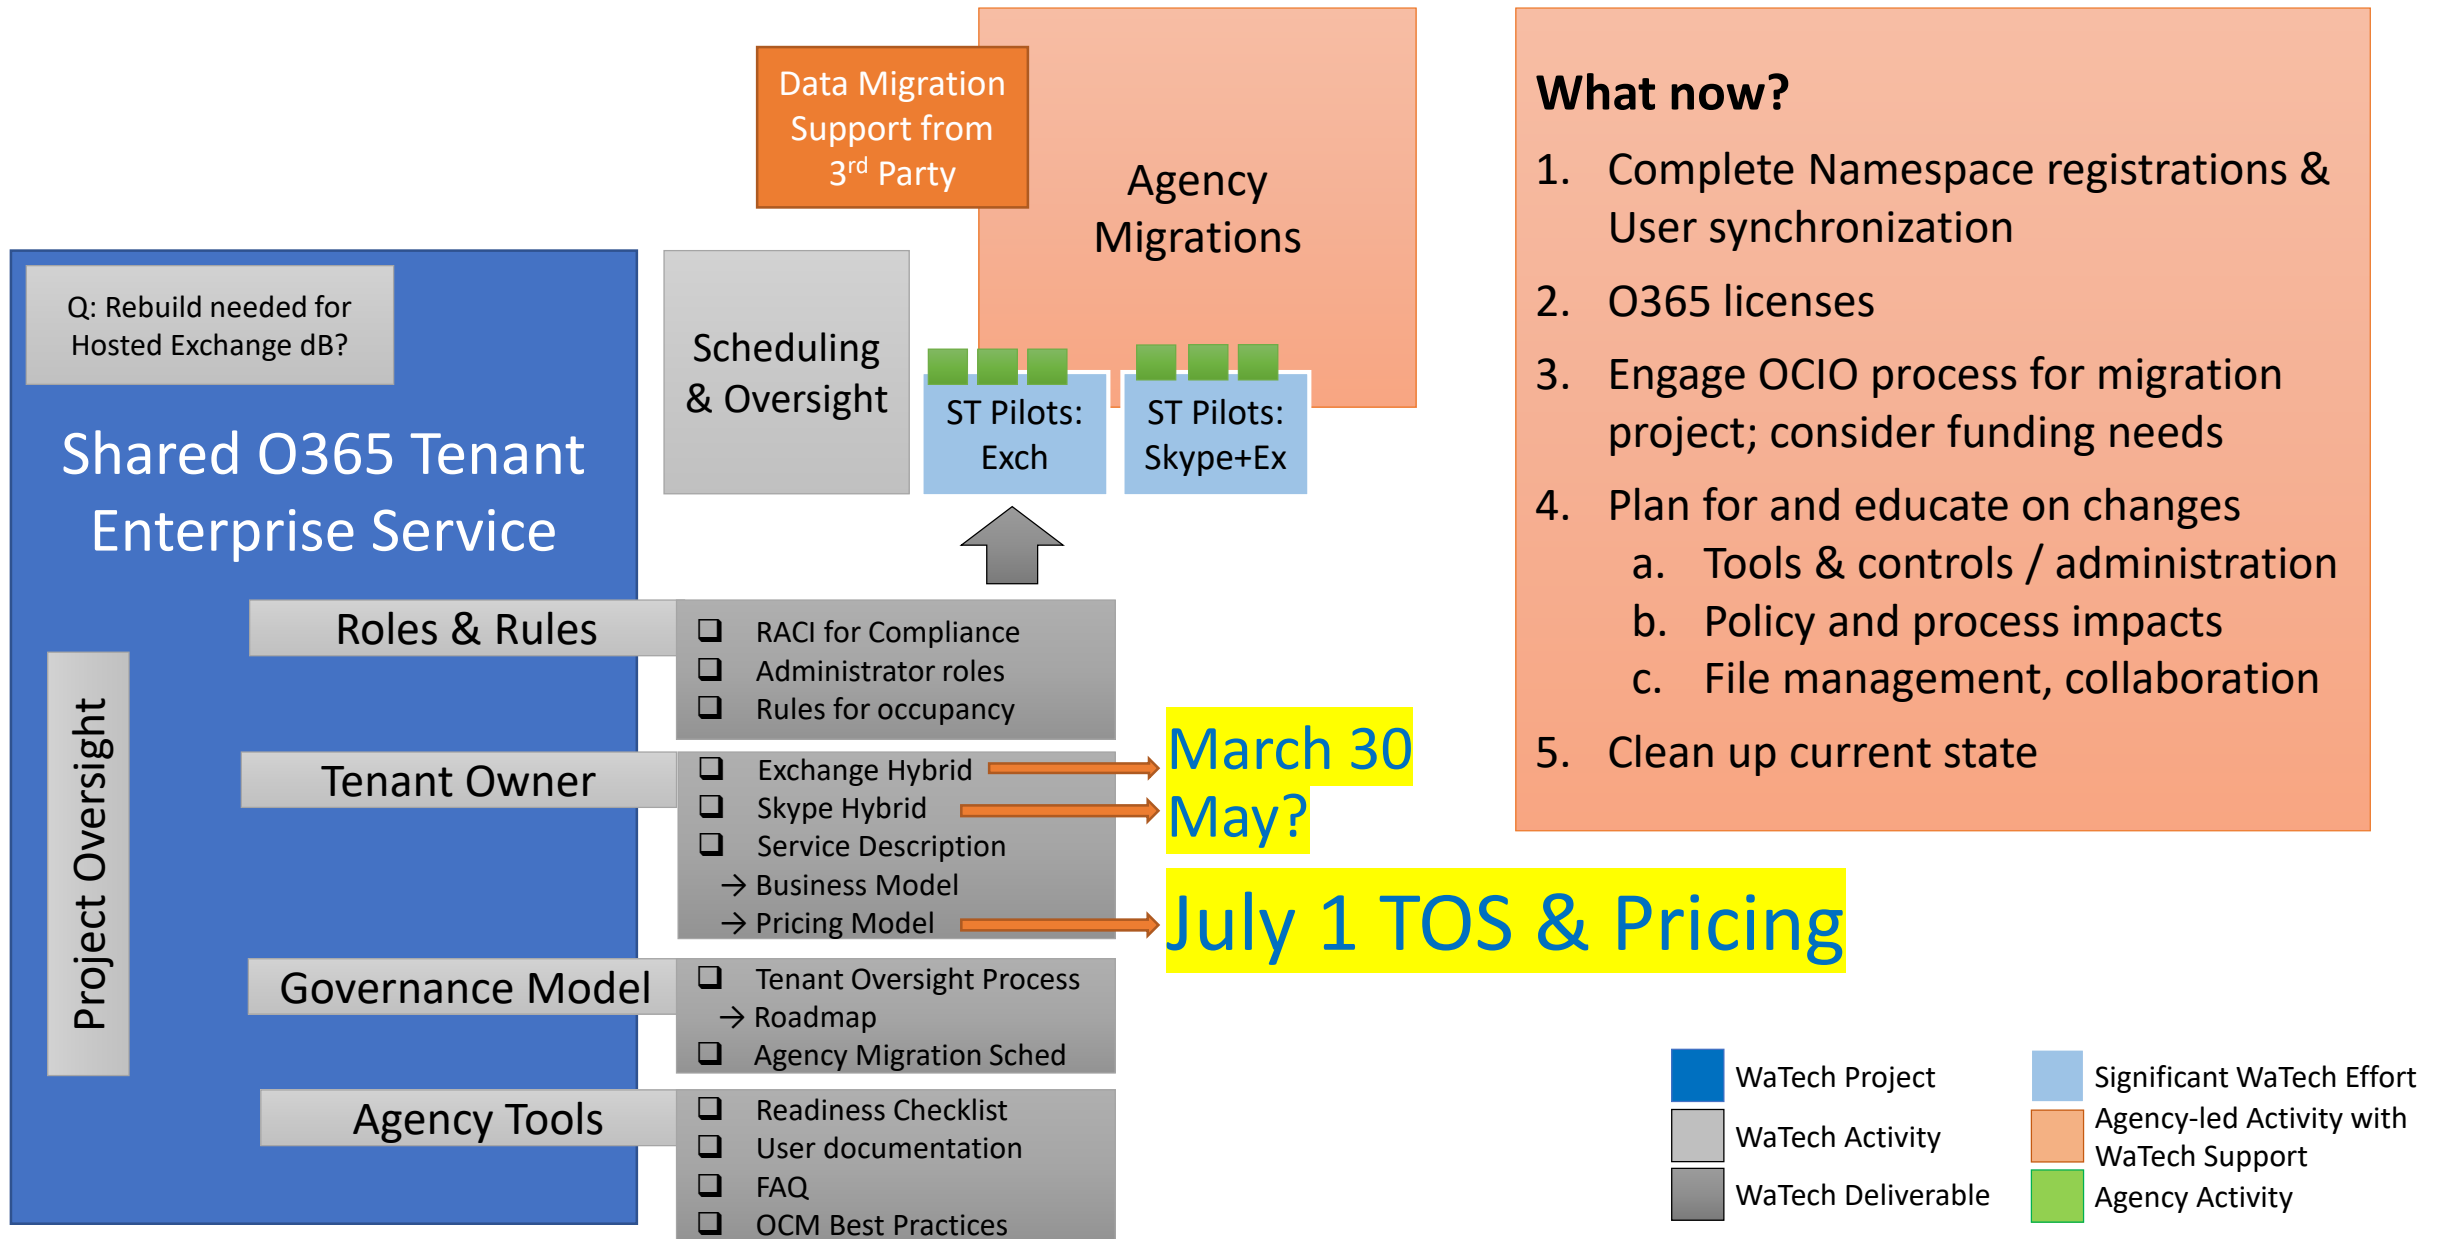 Data Migration
Support from
3rd Party
Agency
Migrations
Q: Rebuild needed for
Hosted Exchange dB?
Shared O365 Tenant
Enterprise Service
Scheduling
& Oversight
ST Pilots:
Exch
ST Pilots:
Skype+Ex
Project Oversight
Roles & Rules
❑ RACI for Compliance
❑ Administrator roles
❑ Rules for occupancy
Tenant Owner
❑ Exchange Hybrid
❑ Skype Hybrid
❑ Service Description
→ Business Model
→ Pricing Model
March 30
May?
July 1 TOS & Pricing
Governance Model
❑ Tenant Oversight Process
→ Roadmap
❑ Agency Migration Sched
Agency Tools
❑ Readiness Checklist
❑ User documentation
❑ FAQ
❑ OCM Best Practices
What now?
1. Complete Namespace registrations &
User synchronization
2. O365 licenses
3. Engage OCIO process for migration
project; consider funding needs
4. Plan for and educate on changes
a. Tools & controls / administration
b. Policy and process impacts
c. File management, collaboration
5. Clean up current state
WaTech Project
WaTech Activity
WaTech Deliverable
Significant WaTech Effort
Agency-led Activity with
WaTech Support
Agency Activity